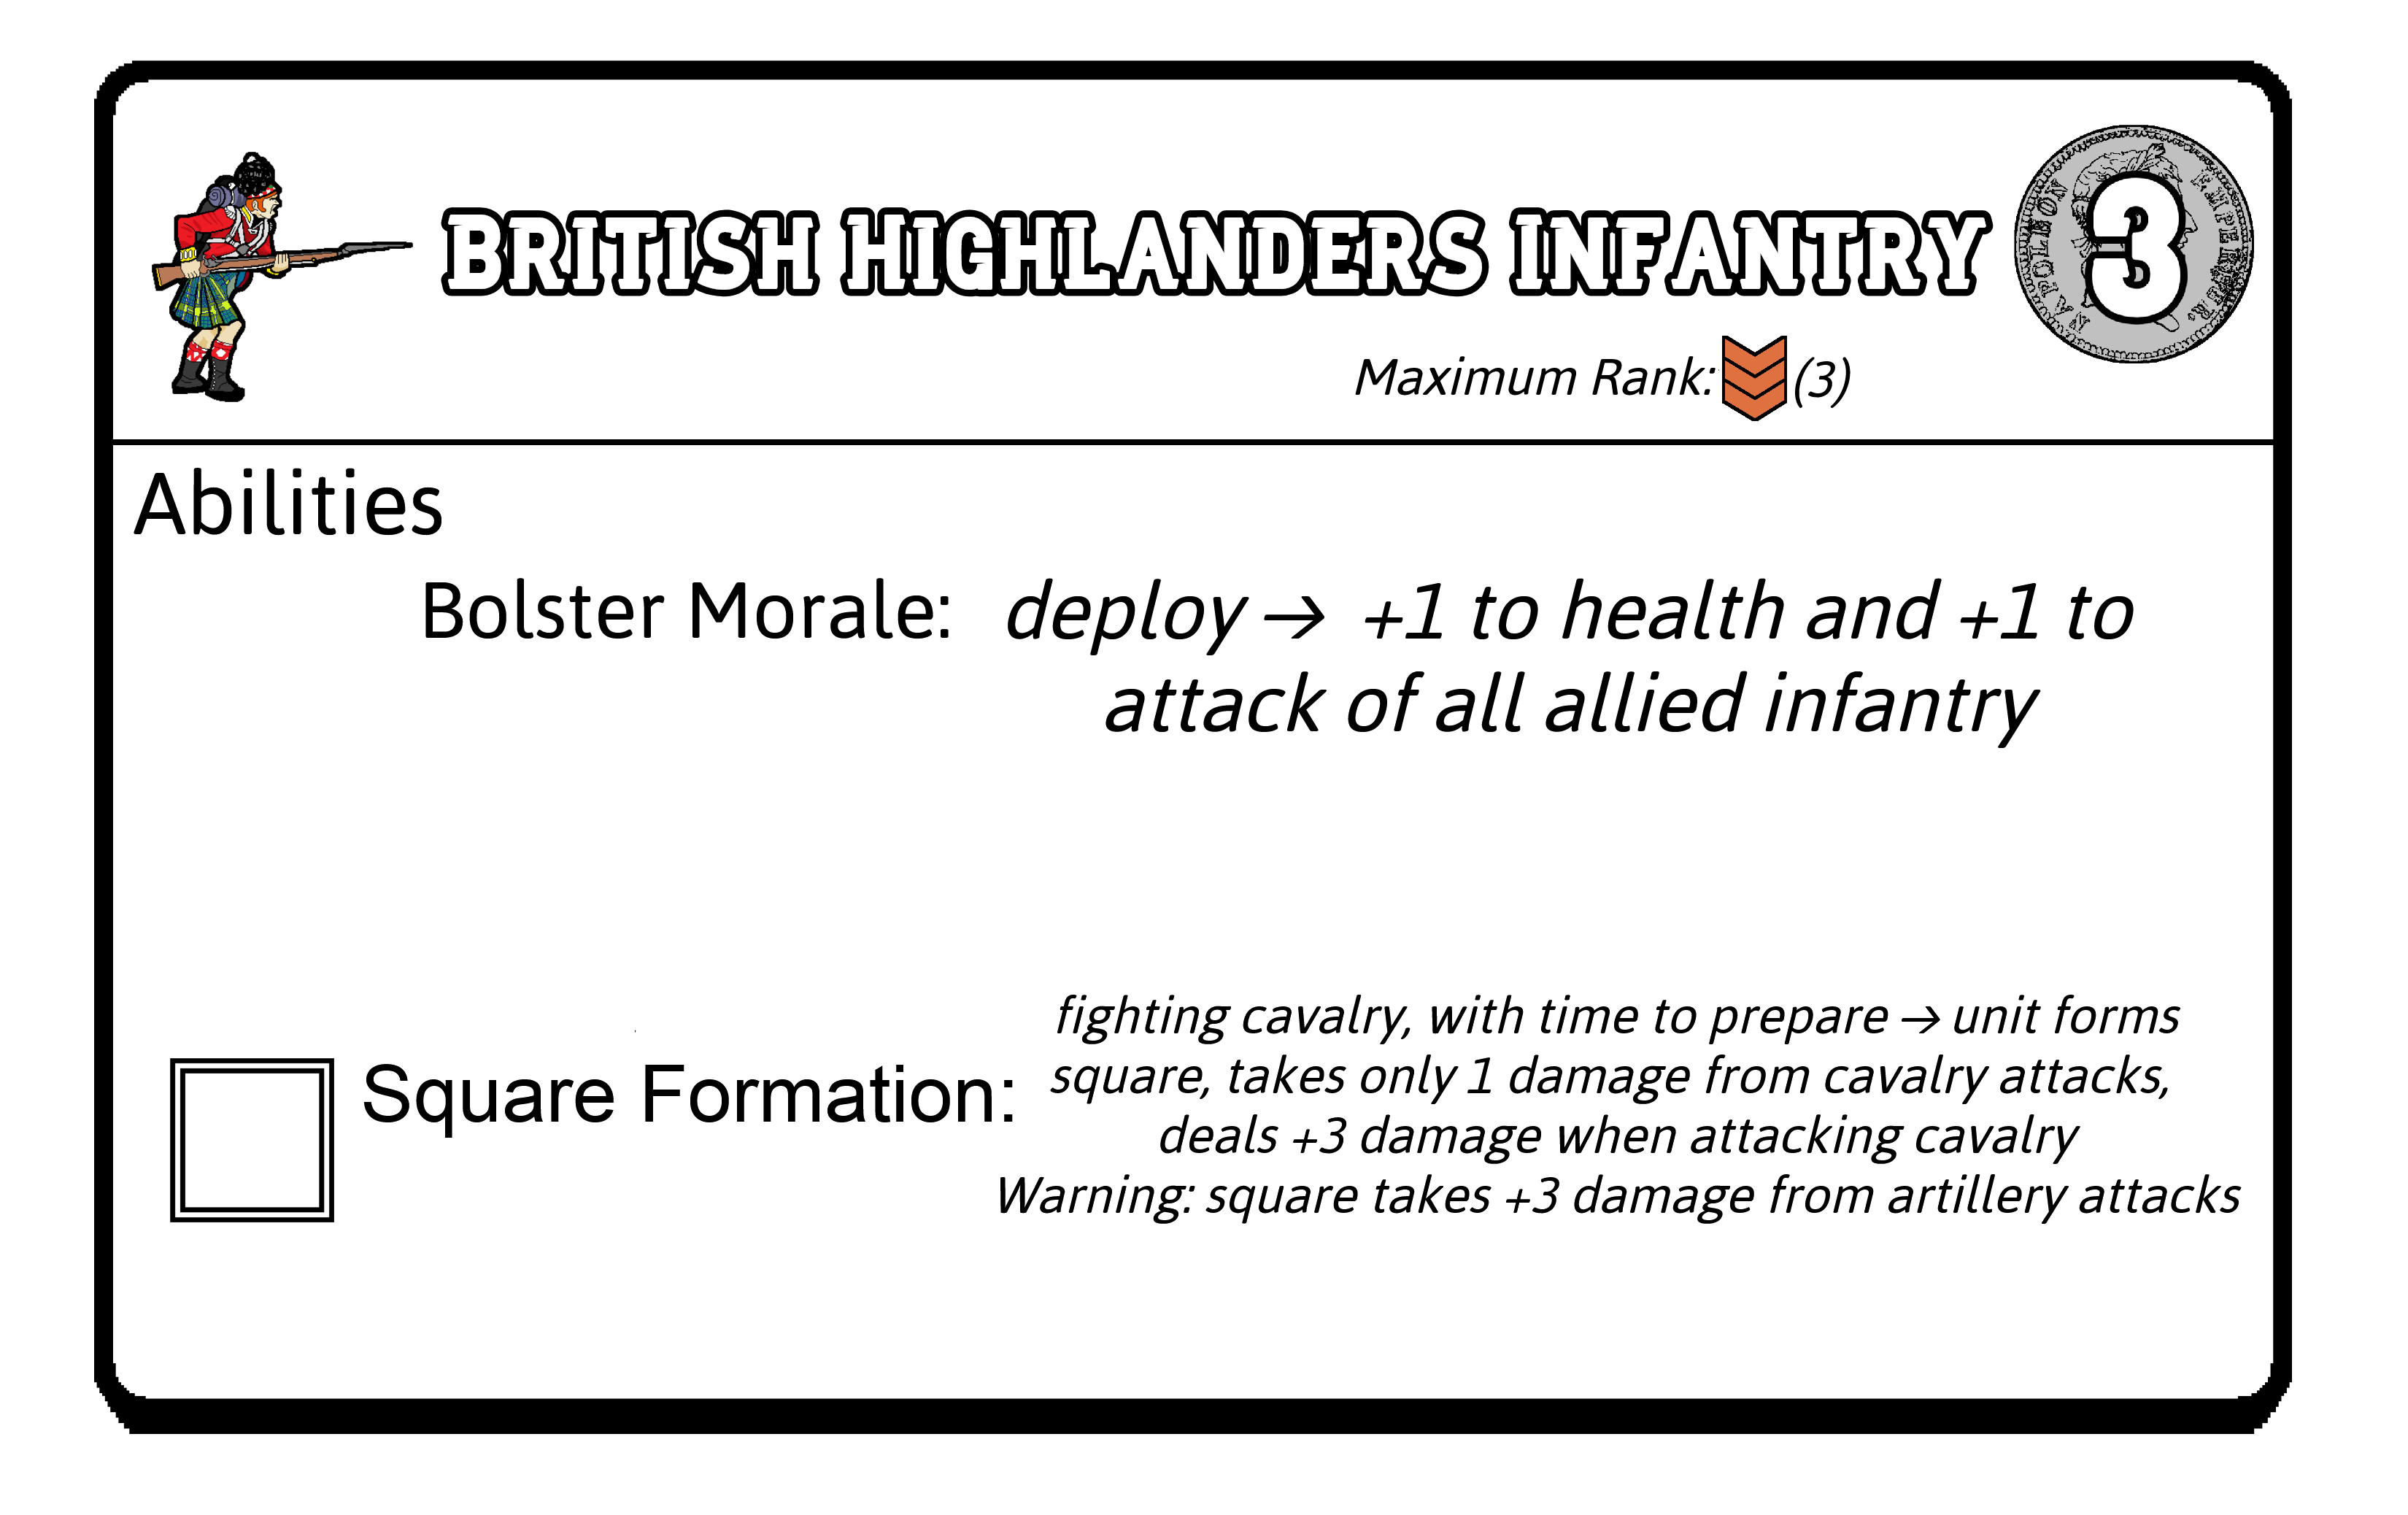 BRITISH HIGHLANDERS INFANTRY
3
NAPOLEON EMPEREUR.
Maximum Rank: (3)
Abilities
Bolster Morale: deploy → +1 to health and +1 to
attack of all allied infantry
Square Formation:
fighting cavalry, with time to prepare → unit forms
square, takes only 1 damage from cavalry attacks,
deals +3 damage when attacking cavalry
Warning: square takes +3 damage from artillery attacks